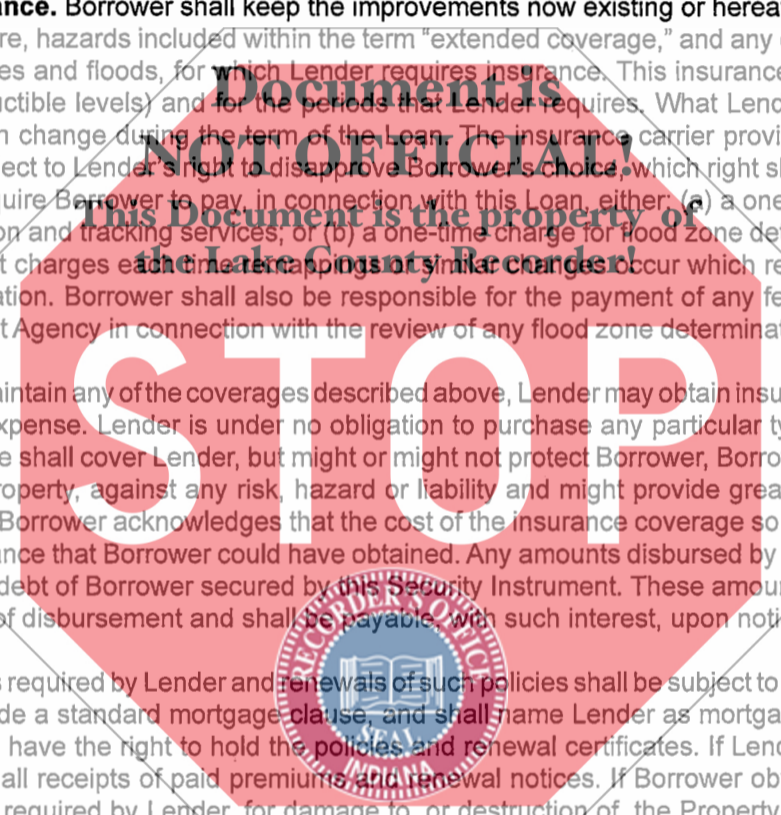 ance. Borrower shall keep the improvements now existing or herea
re, hazards included within the term “extended coverage,” and any
es and floods, for which Lender requires insurance. This insurance
Document is
uctible levels) and for the periods that Lender requires. What Lend
n change during the term of the Loan. The insurance carrier provi
NOT OFFICIAL!
ect to Lender's right to disapprove Borrower's choice, which right s
uire Borrower to pay, in connection with this Loan, either: (a) a one
This Document is the property of
on and tracking services; or (b) a one-time charge for flood zone de
the Lake County Recorder!
t charges each time remappings or similar changes occur which re
ation. Borrower shall also be responsible for the payment of any fe
t Agency in connection with the review of any flood zone determinat
STOP
aintain any of the coverages described above, Lender may obtain insu
xpense. Lender is under no obligation to purchase any particular ty
e shall cover Lender, but might or might not protect Borrower, Borro
operty, against any risk, hazard or liability and might provide grea
Borrower acknowledges that the cost of the insurance coverage so
nce that Borrower could have obtained. Any amounts disbursed by
debt of Borrower secured by this Security Instrument. These amou
of disbursement and shall be payable, with such interest, upon noti
RECORDER'S OFFICE
SEAL
INDIANA
s required by Lender and renewals of such policies shall be subject to
de a standard mortgage clause, and shall name Lender as mortga
have the right to hold the policies and renewal certificates. If Lend
all receipts of paid premiums and renewal notices. If Borrower ob
required by Lender, for damage to, or destruction of, the Property